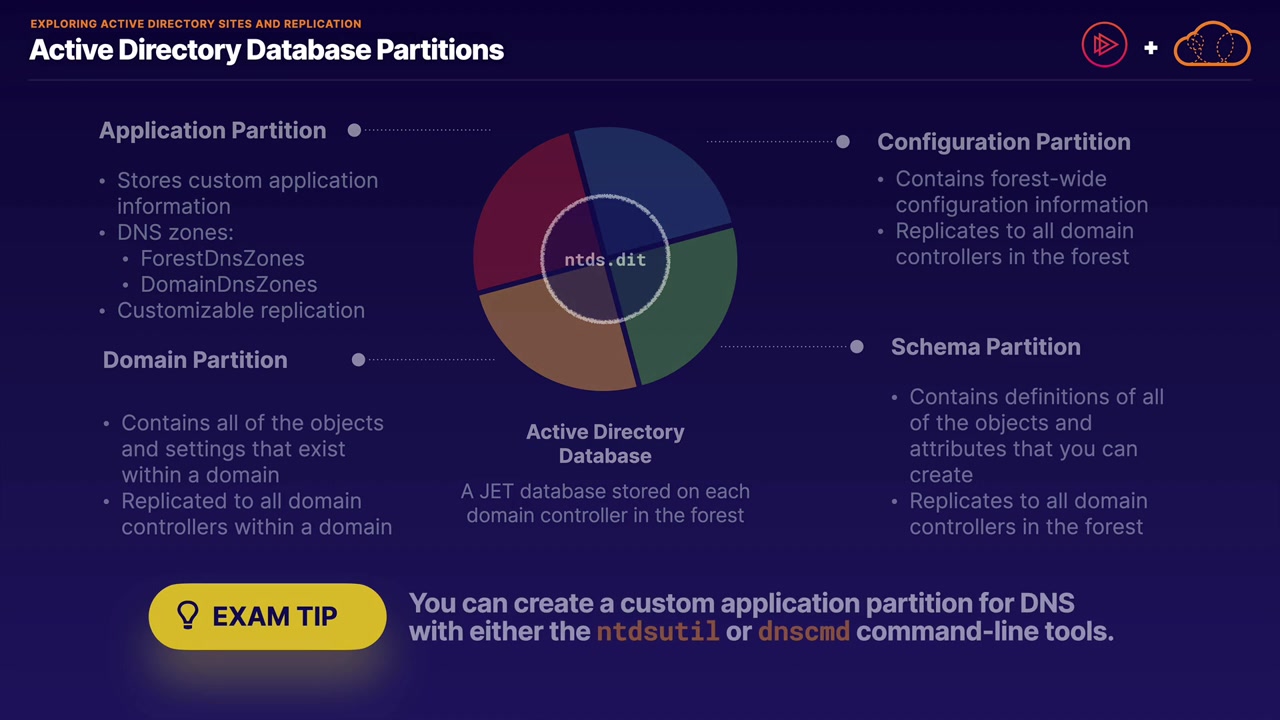 EXPLORING ACTIVE DIRECTORY SITES AND REPLICATION
Active Directory Database Partitions
+
Application Partition
• Stores custom application
information
• DNS zones:
• ForestDnsZones
• DomainDnsZones
• Customizable replication
Domain Partition
• Contains all of the objects
and settings that exist
within a domain
• Replicated to all domain
controllers within a domain
ntds.dit
Active Directory
Database
A JET database stored on each
domain controller in the forest
Configuration Partition
• Contains forest-wide
configuration information
• Replicates to all domain
controllers in the forest
Schema Partition
• Contains definitions of all
of the objects and
attributes that you can
create
• Replicates to all domain
controllers in the forest
EXAM TIP
You can create a custom application partition for DNS
with either the ntdsutil or dnscmd command-line tools.